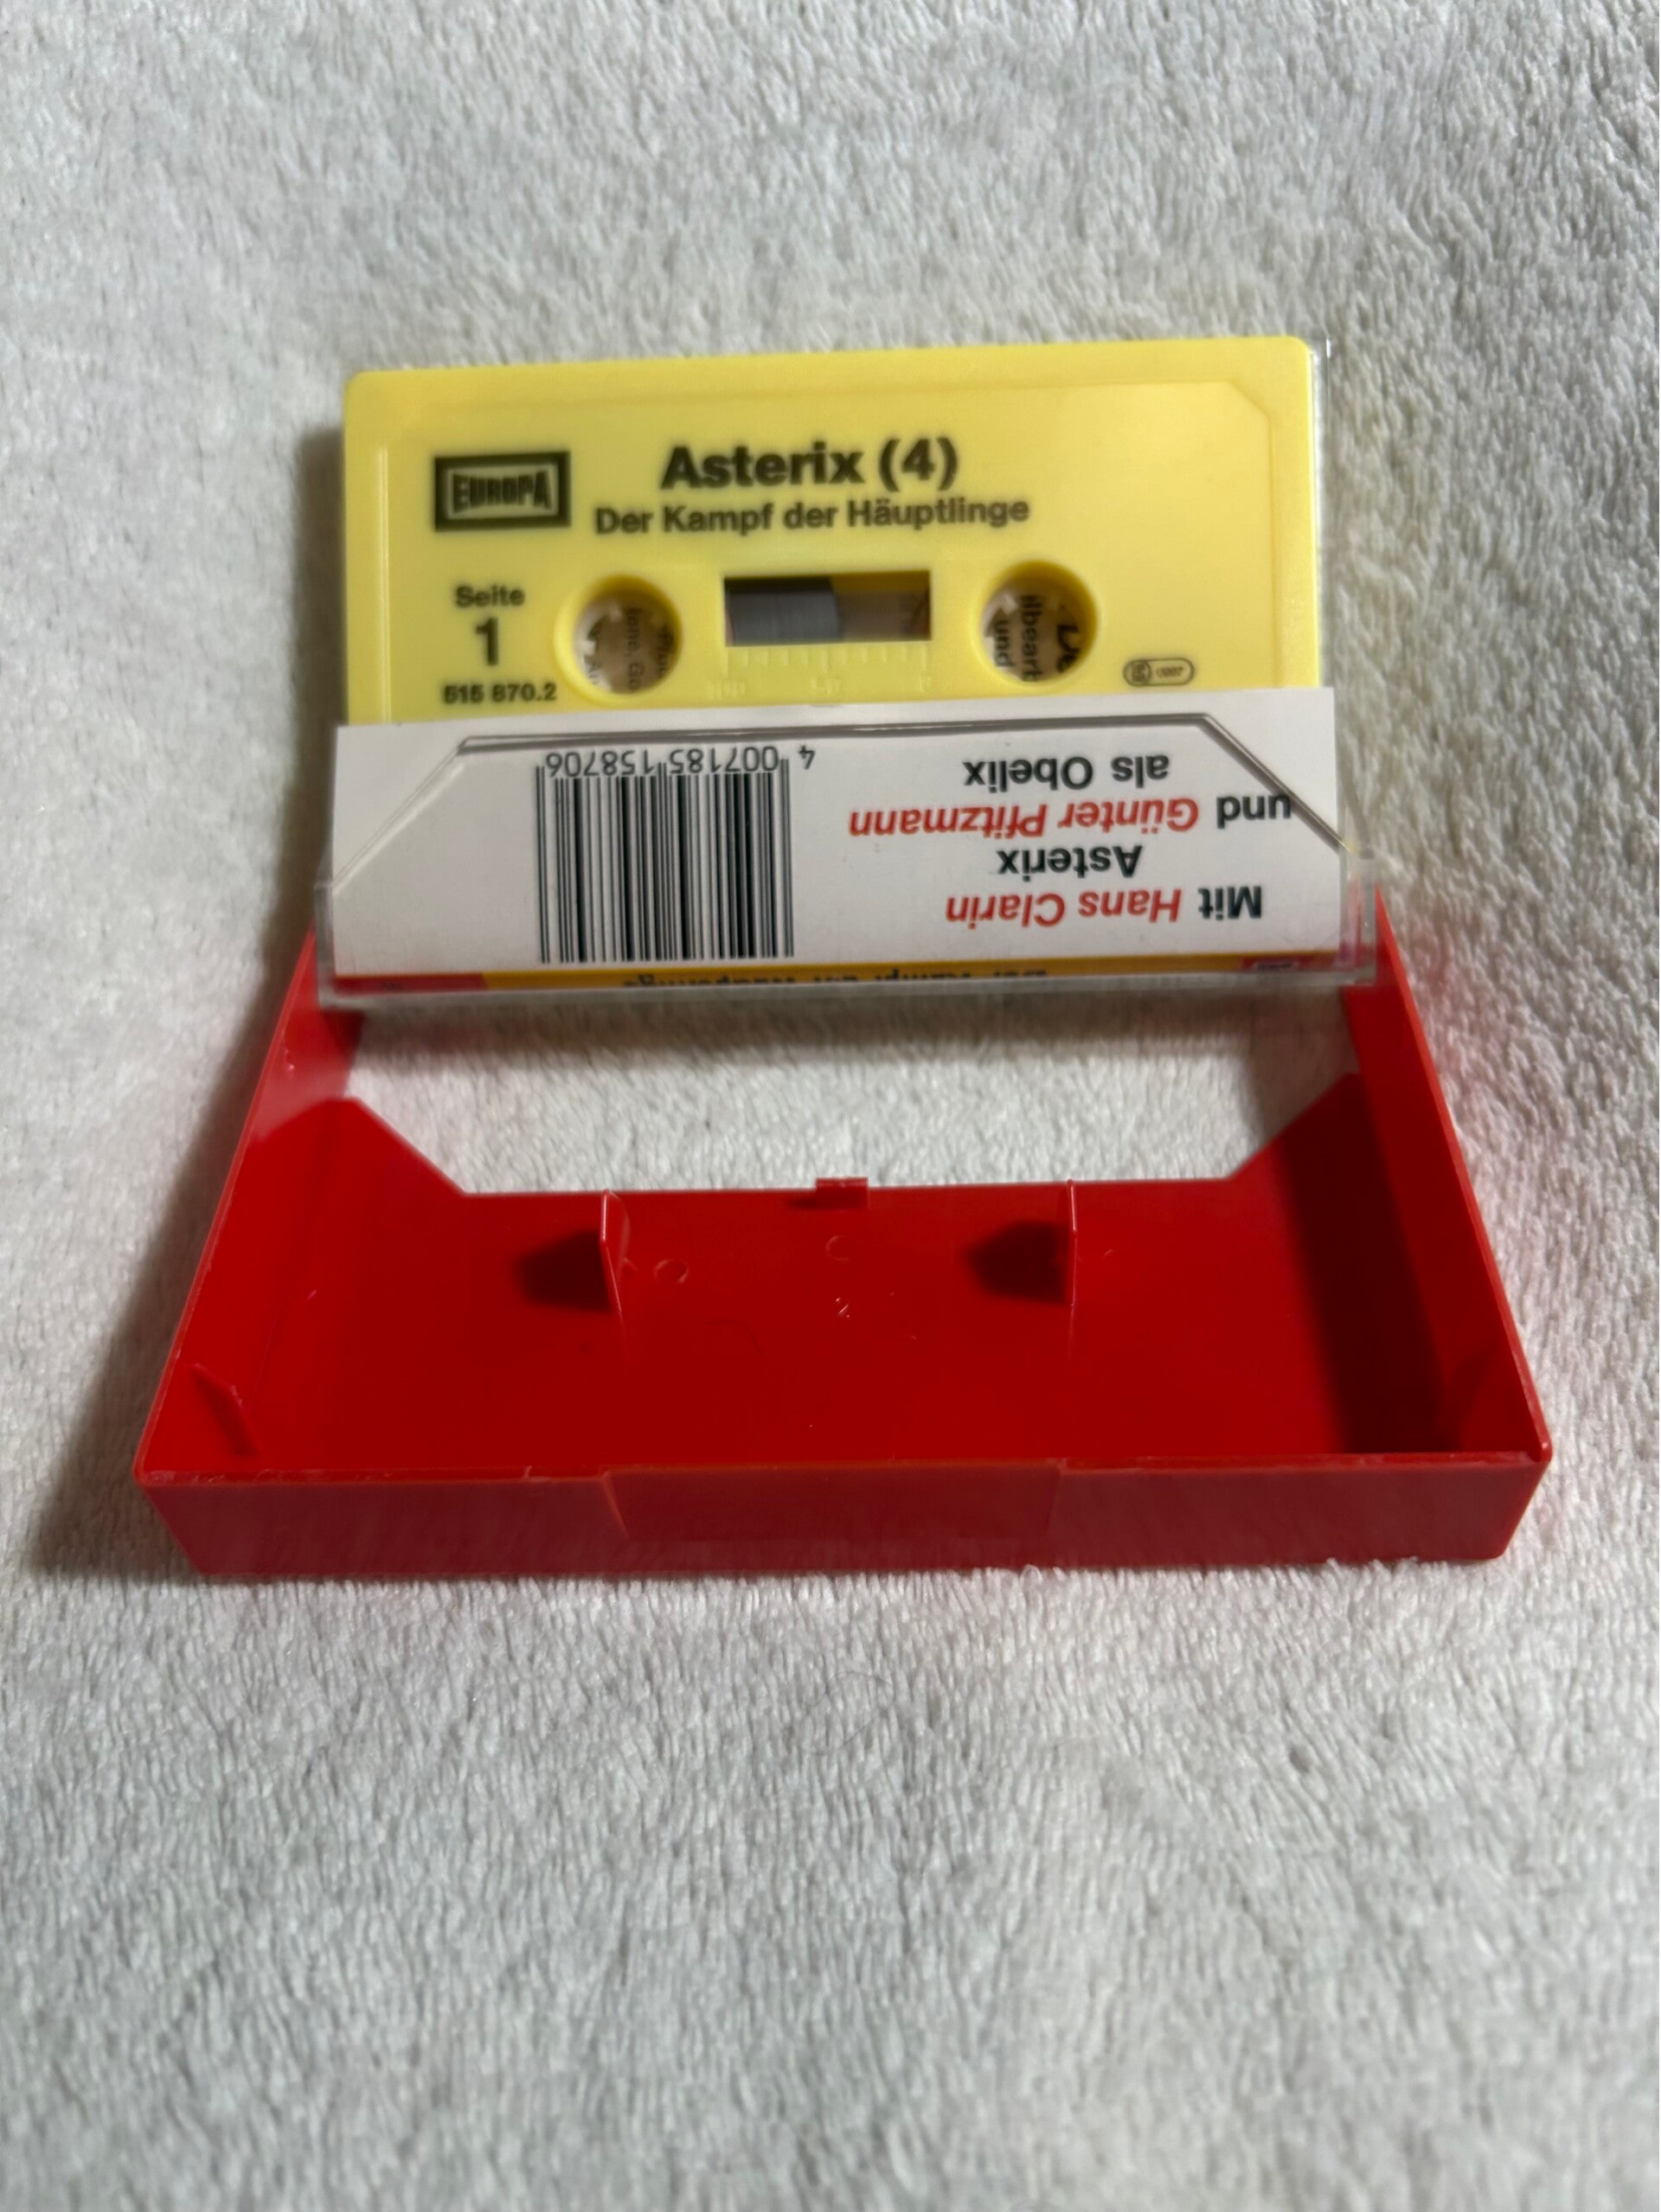 EUROPA
Asterix (4)
Der Kampf der Häuptlinge
Seite
1
515 870.2
Mit Hans Clarin
Asterix
und Günter Pfitzmann
als Obelix
4 007185 158706